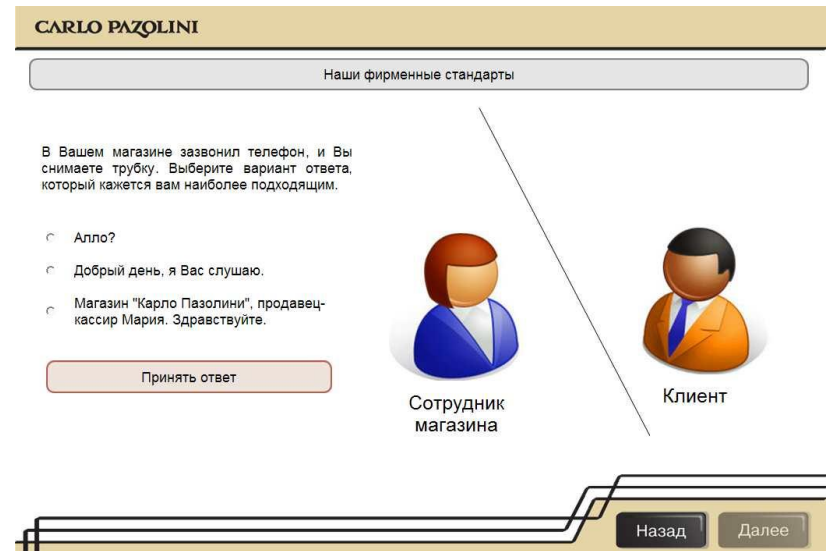 CARLO PAZOLINI
Наши фирменные стандарты
В Вашем магазине зазвонил телефон, и Вы
снимаете трубку. Выберите вариант ответа,
который кажется вам наиболее подходящим.
Алло?
Добрый день, я Вас слушаю.
Магазин "Карло Пазолини", продавец-
кассир Мария. Здравствуйте.
Принять ответ
Сотрудник
магазина
Клиент
Назад
Далее